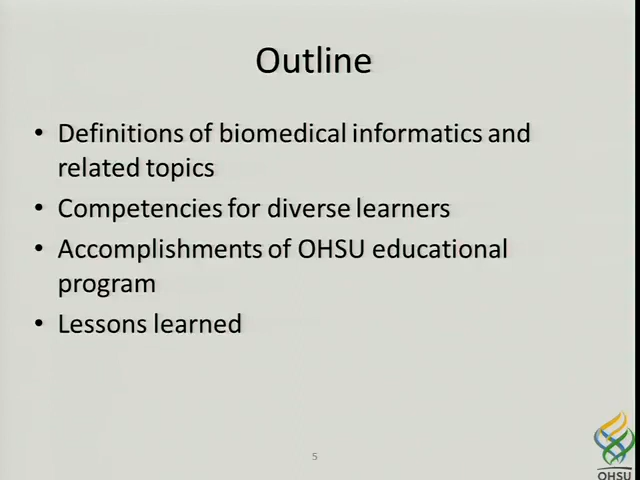 Outline
• Definitions of biomedical informatics and
related topics
• Competencies for diverse learners
• Accomplishments of OHSU educational
program
• Lessons learned
5
OHSU